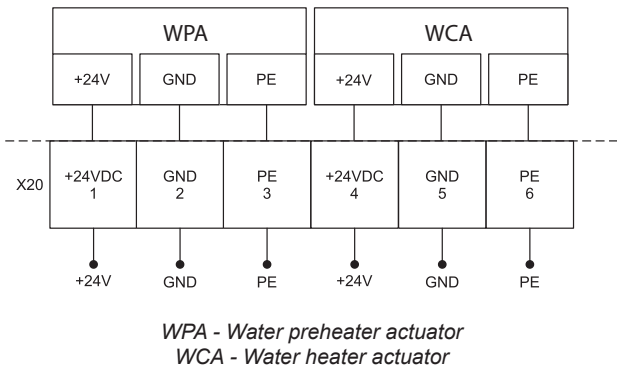 WPA WCA
+24V GND PE +24V GND PE
X20 +24VDC GND PE +24VDC GND PE
1 2 3 4 5 6
+24V GND PE +24V GND PE
WPA - Water preheater actuator
WCA - Water heater actuator